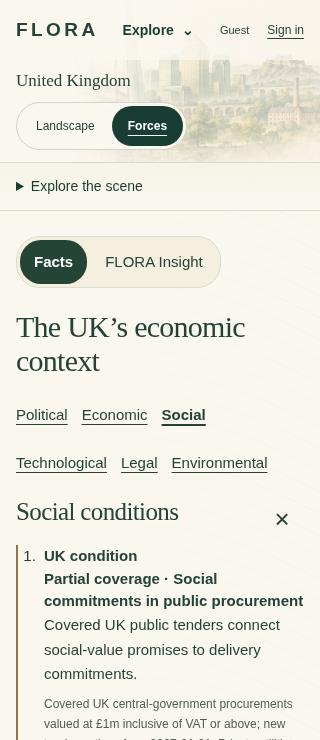 FLORA Explore Guest Sign in
United Kingdom
Landscape Forces
Explore the scene
Facts FLORA Insight
The UK’s economic
context
Political Economic Social
Technological Legal Environmental
Social conditions ✕
1. UK condition
Partial coverage · Social
commitments in public procurement
Covered UK public tenders connect
social-value promises to delivery
commitments.
Covered UK central-government procurements
valued at £1m inclusive of VAT or above; new